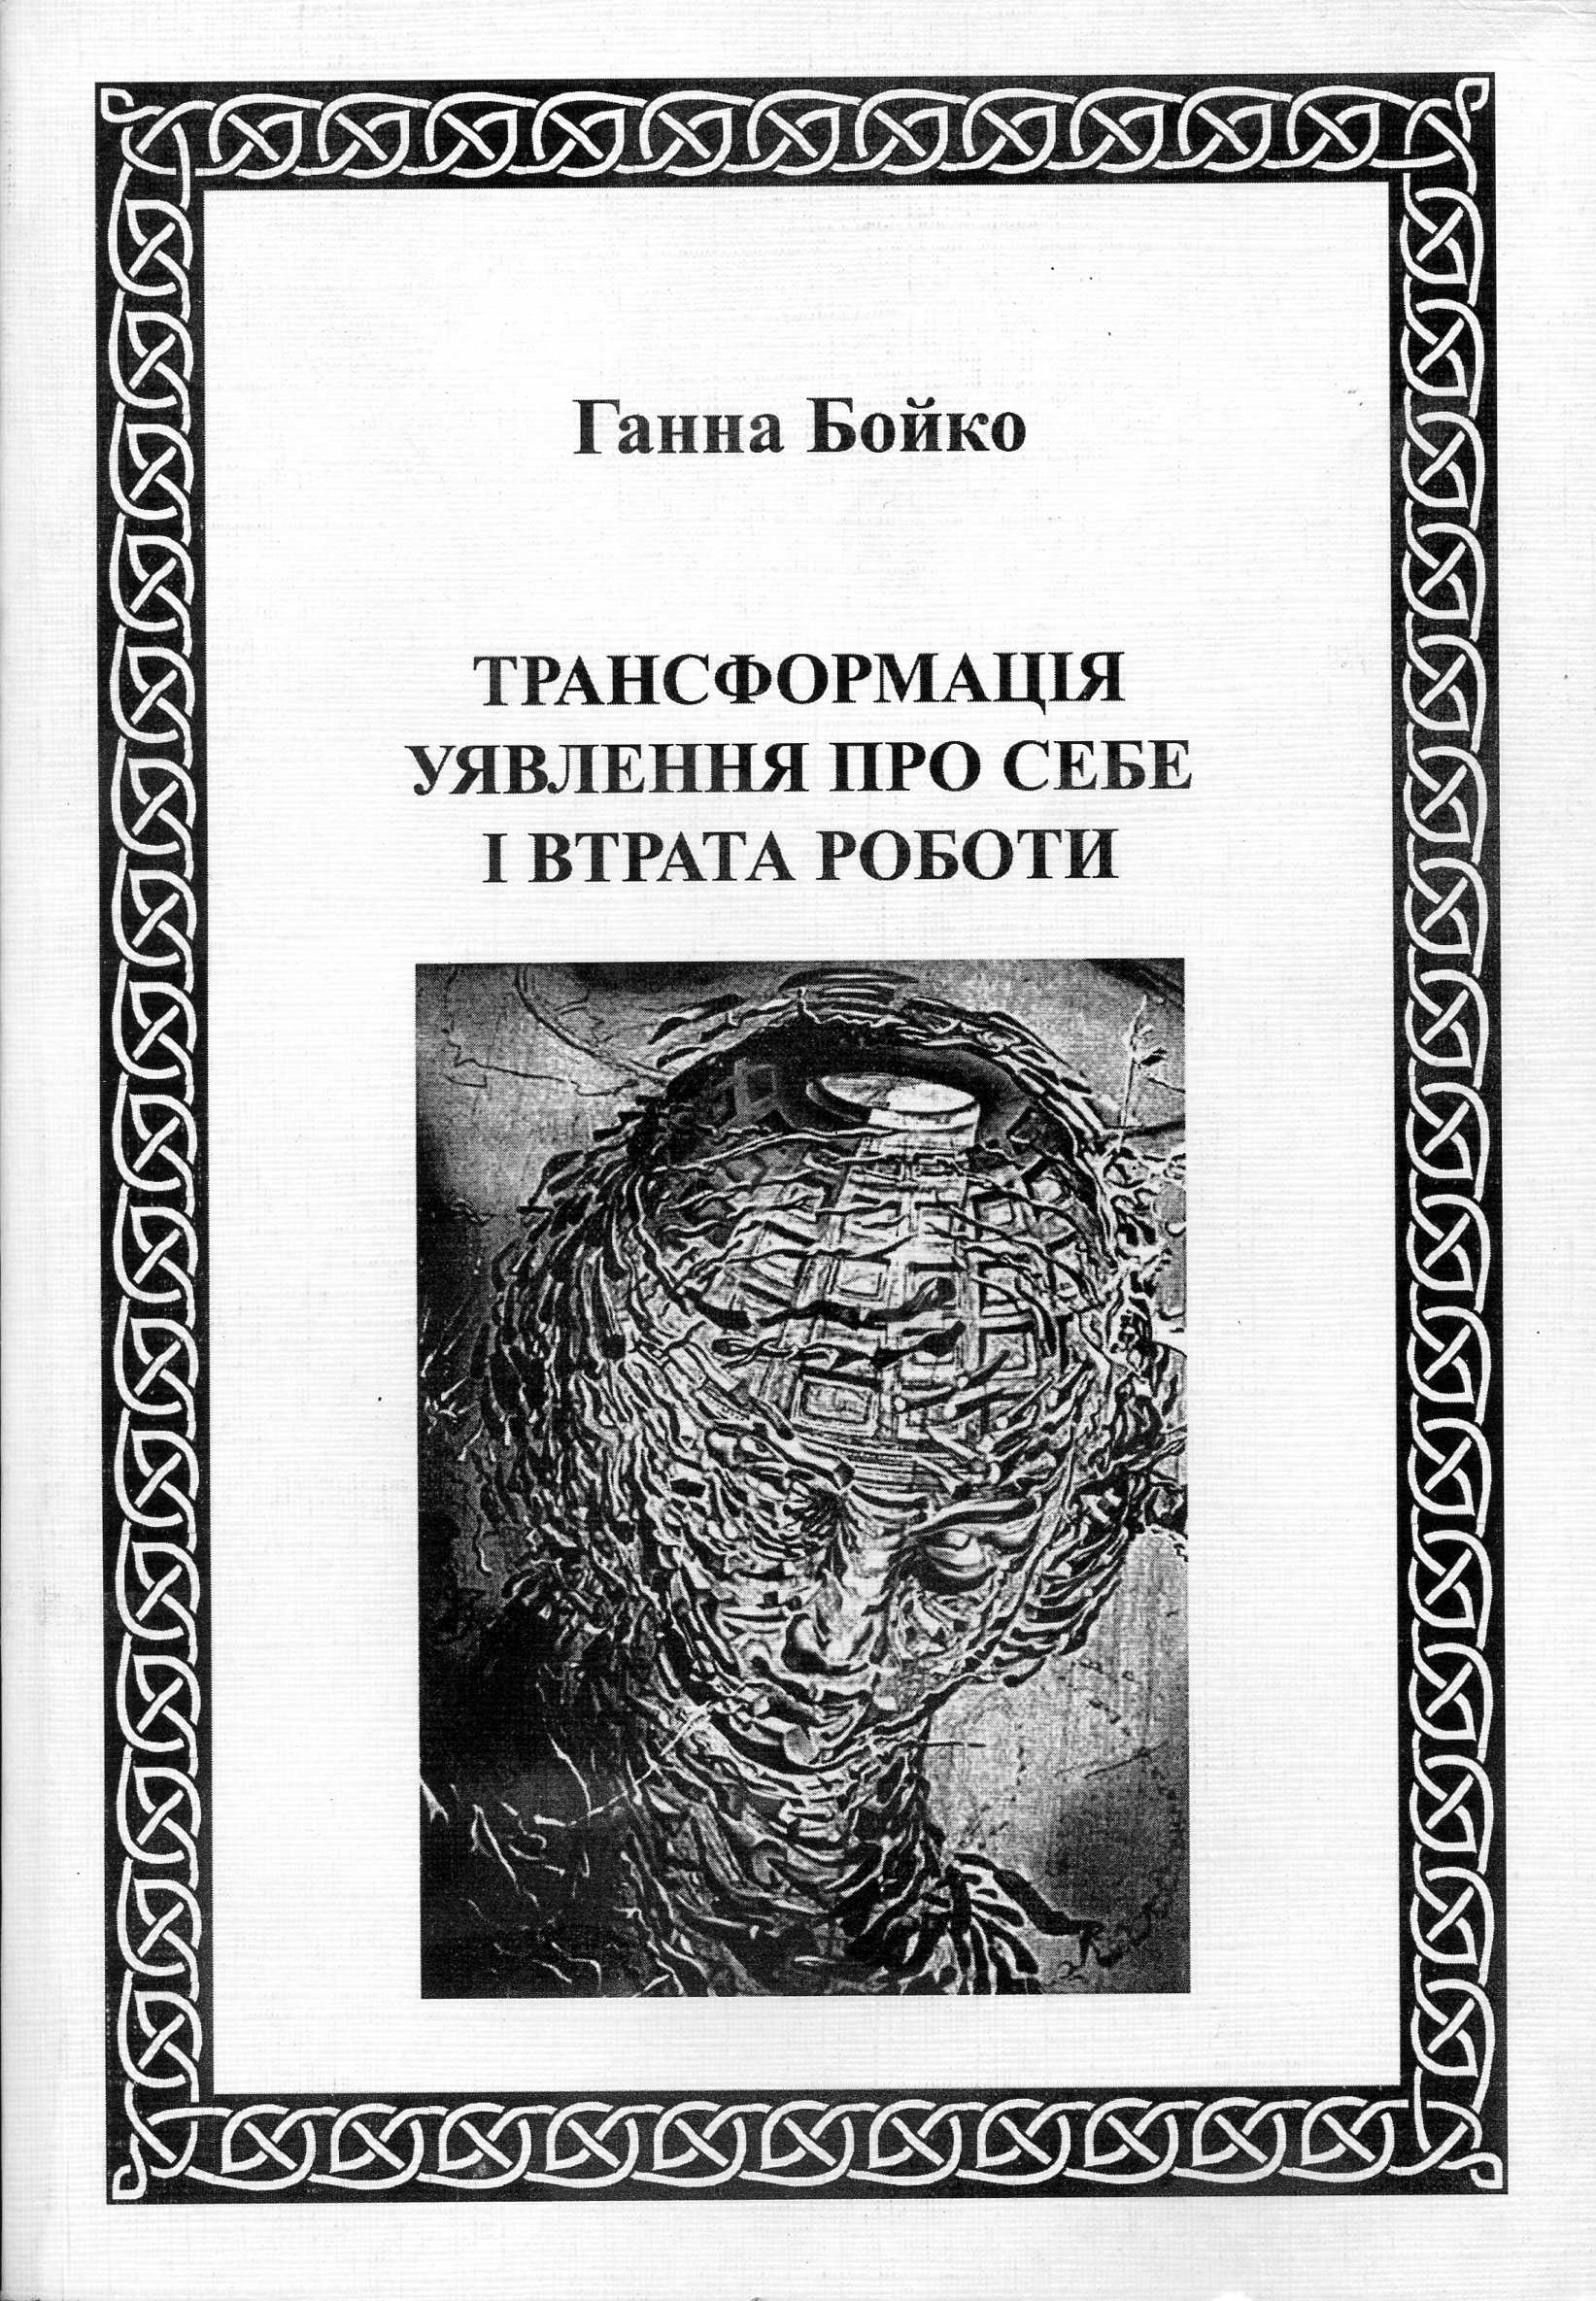 Ганна Бойко
ТРАНСФОРМАЦІЯ
УЯВЛЕННЯ ПРО СЕБЕ
І ВТРАТА РОБОТИ